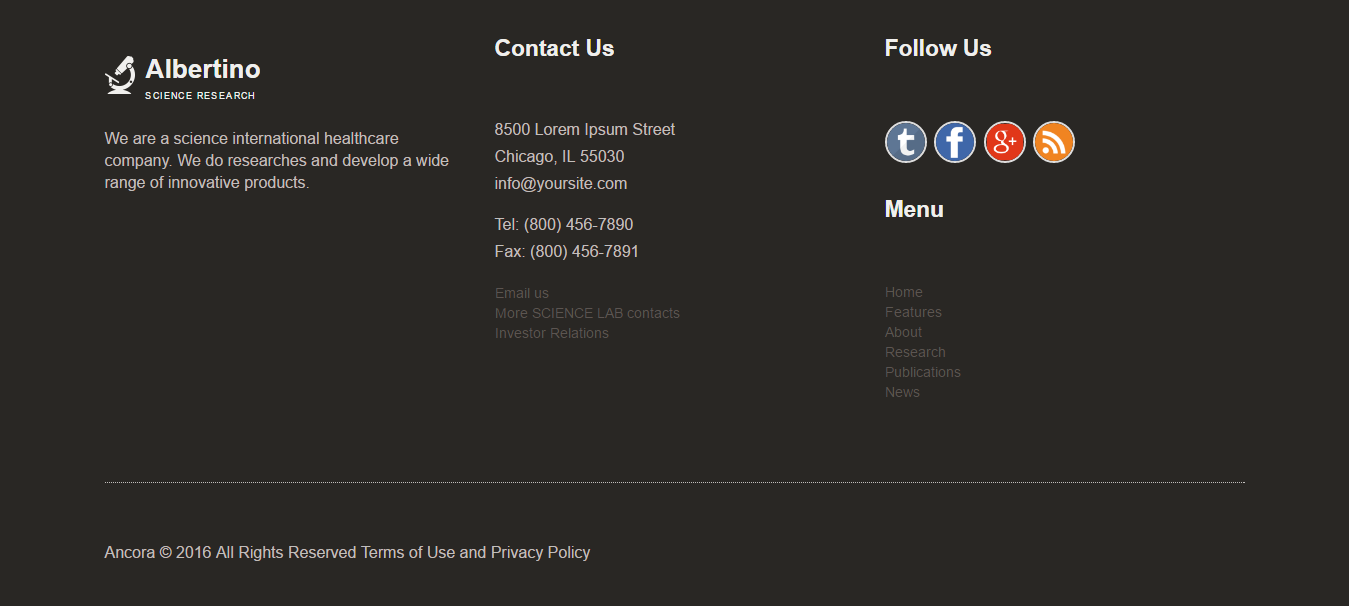 Albertino
SCIENCE RESEARCH
We are a science international healthcare
company. We do researches and develop a wide
range of innovative products.
Contact Us
8500 Lorem Ipsum Street
Chicago, IL 55030
info@yoursite.com
Tel: (800) 456-7890
Fax: (800) 456-7891
Email us
More SCIENCE LAB contacts
Investor Relations
Follow Us
t f g+
Menu
Home
Features
About
Research
Publications
News
Ancora © 2016 All Rights Reserved Terms of Use and Privacy Policy